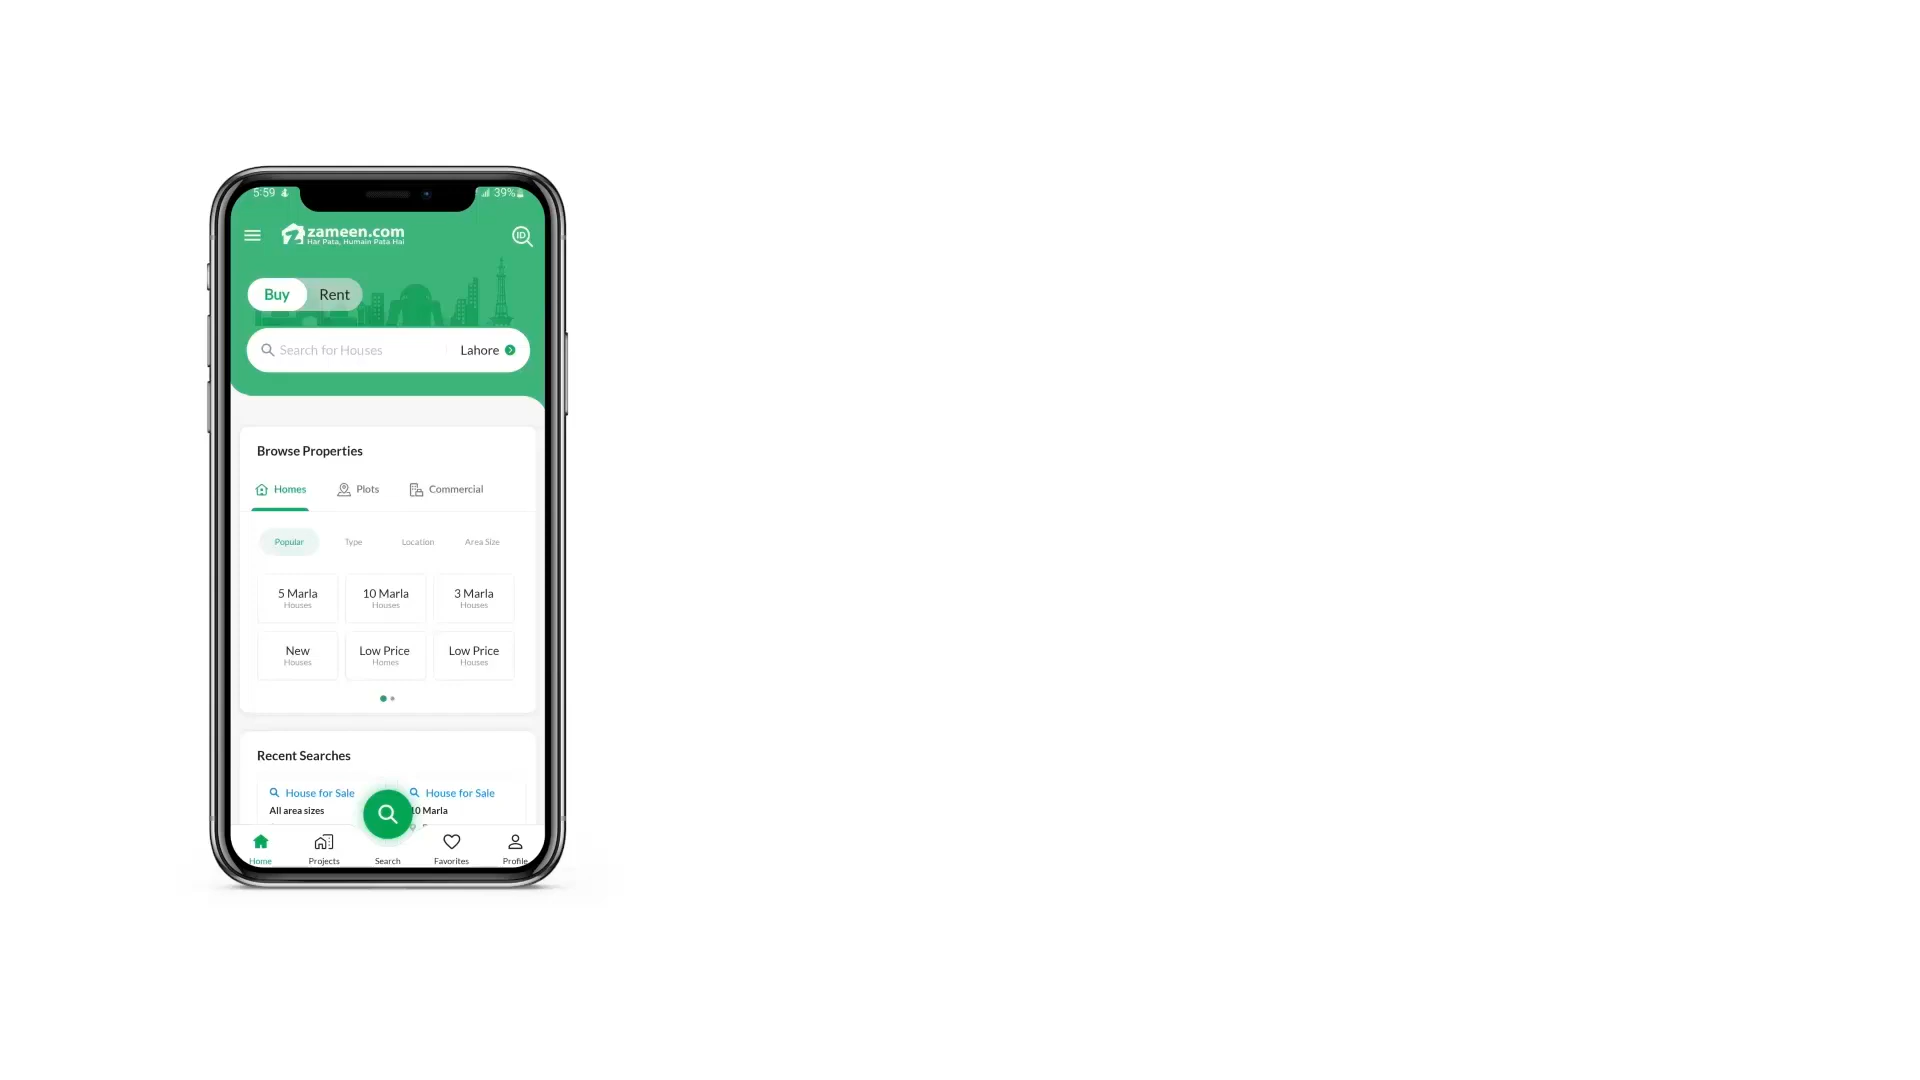 5:59
39%
zameen.com
Har Pata, Humain Pata Hai
ID
Buy Rent
Search for Houses Lahore
Browse Properties
Homes Plots Commercial
Popular Type Location Area Size
5 Marla 10 Marla 3 Marla
Houses Houses Houses
New Low Price Low Price
Houses Homes Houses
Recent Searches
House for Sale House for Sale
All area sizes 10 Marla
Home Projects Search Favorites Profile